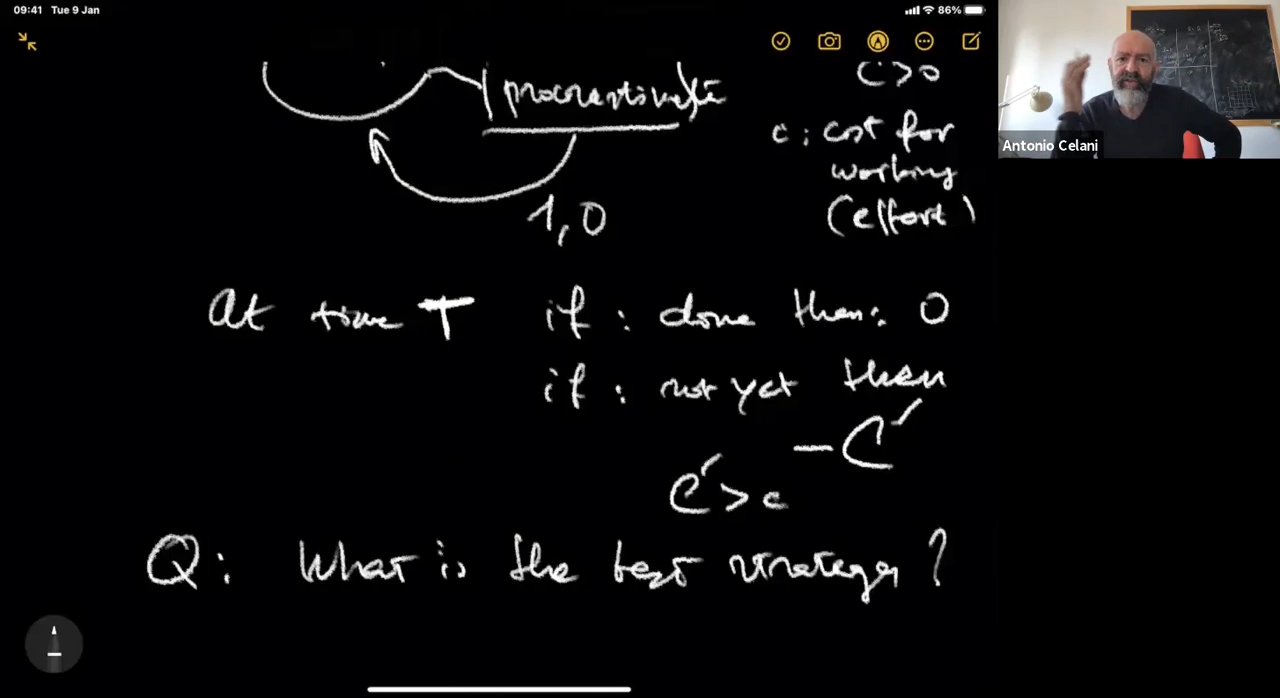 09:41 Tue 9 Jan 86%
Antonio Celani
procrastinate
C>0
c: cost for
working
(effort)
1,0
At time T if: done then: 0
if: not yet then
-C'
C'>c
Q: What is the best strategy?